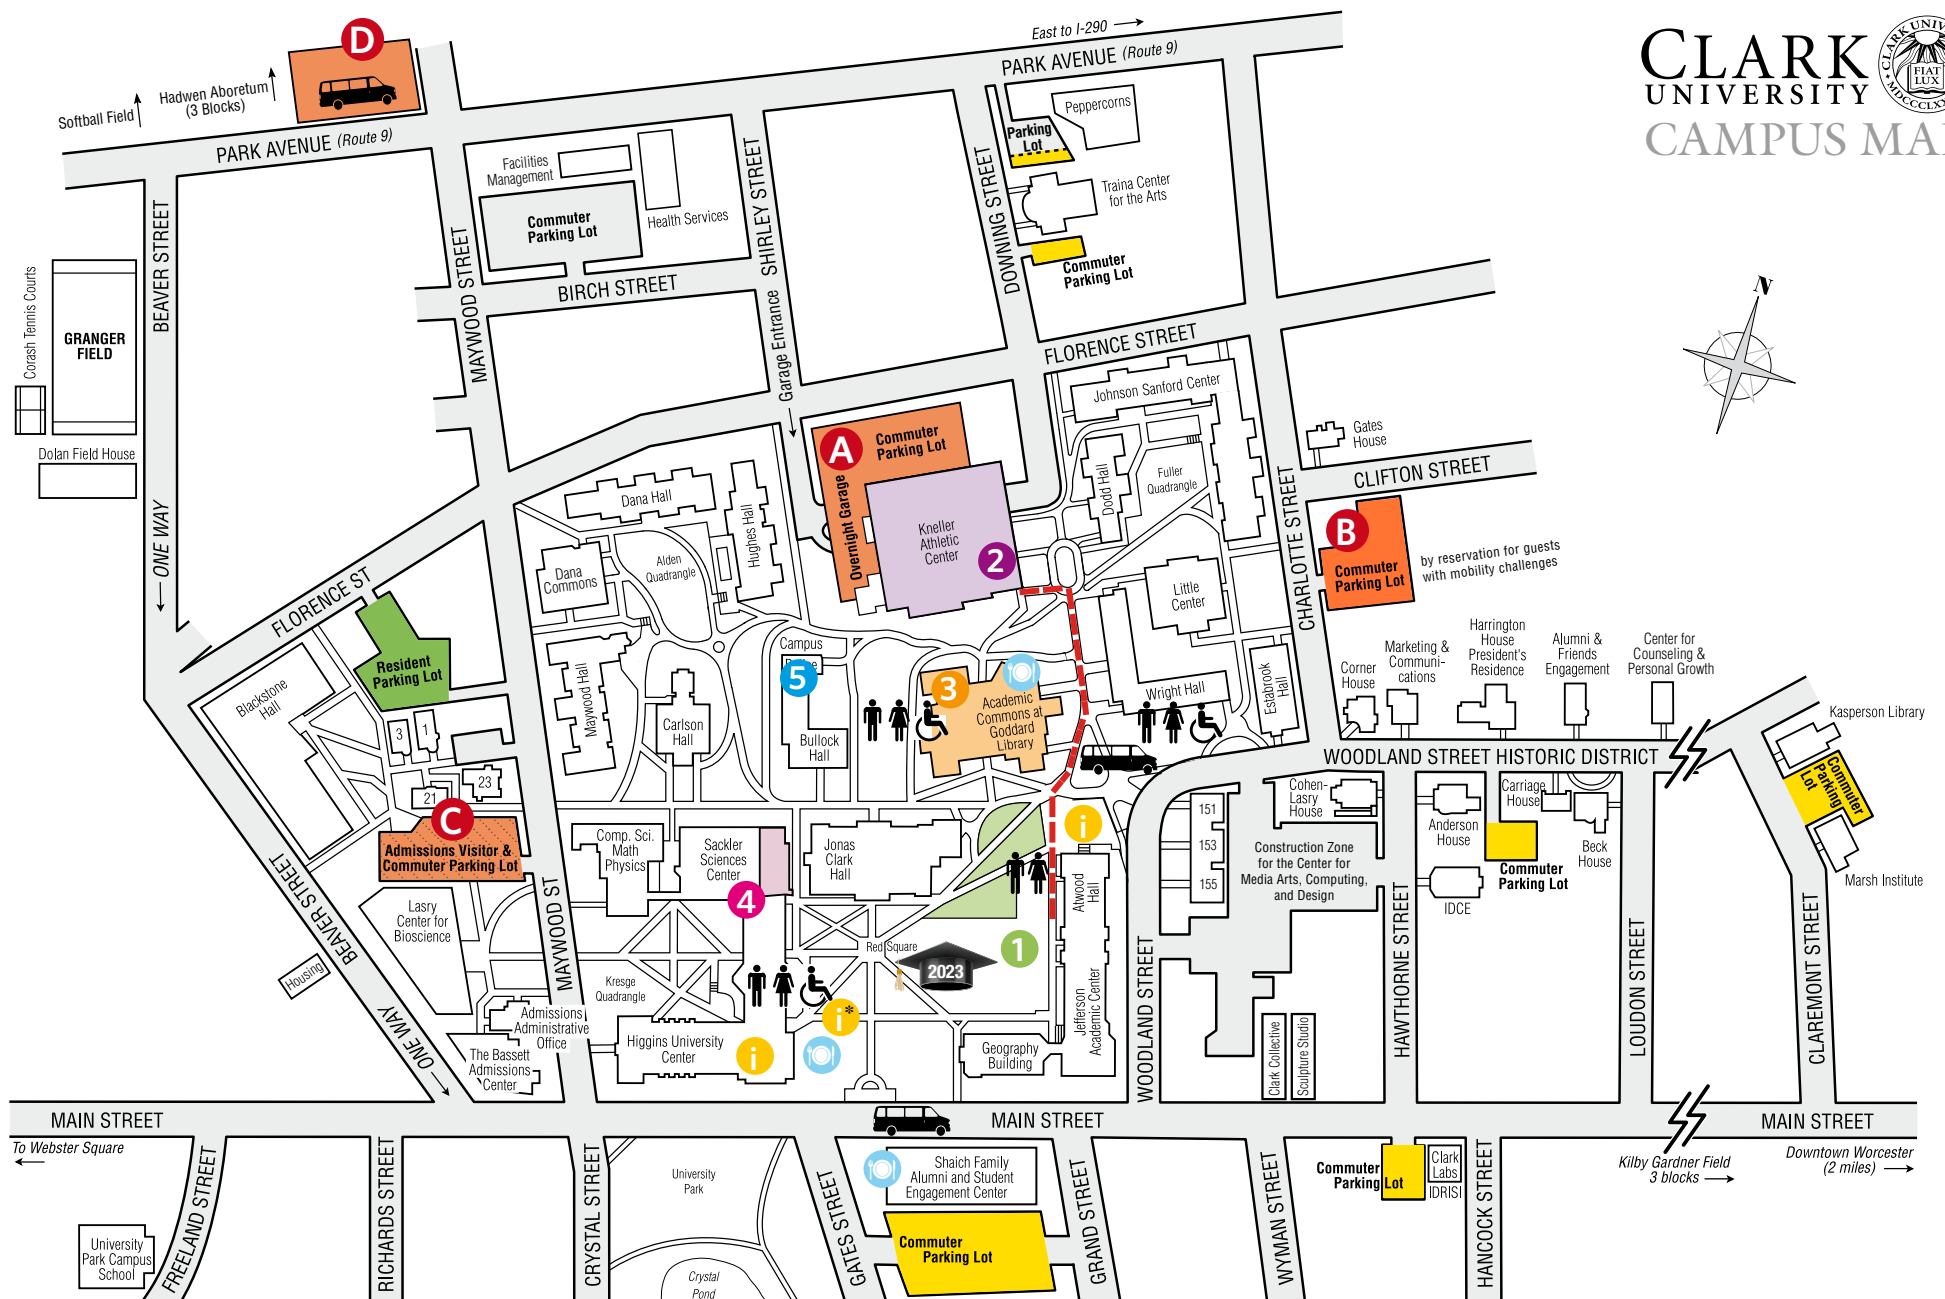 CLARK
UNIVERSITY
CAMPUS MA
CLARK UNIV
FIAT
LUX
East to I-290
PARK AVENUE (Route 9)
D
Hadwen Aboretum
(3 Blocks)
Softball Field
PARK AVENUE (Route 9)
Peppercorns
Parking
Lot
Facilities
Management
Health Services
Commuter
Parking Lot
SHIRLEY STREET
DOWNING STREET
Traina Center
for the Arts
Commuter
Parking Lot
BEAVER STREET
MAYWOOD STREET
BIRCH STREET
MAYWOOD STREET
Garage Entrance
FLORENCE STREET
N
Corash Tennis Courts
GRANGER
FIELD
Dolan Field House
Johnson Sanford Center
Gates
House
CLIFTON STREET
A
Commuter
Parking Lot
Overnight Garage
Kneller
Athletic
Center
2
Dodd Hall
Fuller
Quadrangle
CHARLOTTE STREET
B
Commuter
Parking Lot
by reservation for guests
with mobility challenges
Dana Hall
Hughes Hall
Alden
Quadrangle
Dana
Commons
Little
Center
ONE WAY
FLORENCE ST
Resident
Parking Lot
Blackstone
Hall
Maywood Hall
Carlson
Hall
Campus
5
Bullock
Hall
3
Academic
Commons at
Goddard
Library
Wright Hall
Estabrook
Hall
Corner
House
Marketing &
Communi-
cations
Harrington
House
President's
Residence
Alumni &
Friends
Engagement
Center for
Counseling &
Personal Growth
Kasperson Library
WOODLAND STREET HISTORIC DISTRICT
Commuter
Parking
Lot
Marsh Institute
3
1
23
21
C
Admissions Visitor &
Commuter Parking Lot
Comp. Sci.
Math
Physics
Sackler
Sciences
Center
4
Jonas
Clark
Hall
i
Atwood
Hall
151
153
155
Cohen-
Lasry
House
Construction Zone
for the Center for
Media Arts, Computing,
and Design
Anderson
House
Carriage
House
Beck
House
Commuter
Parking Lot
IDCE
BEAVER STREET
Lasry
Center for
Bioscience
MAYWOOD ST
Housing
Kresge
Quadrangle
Red Square
2023
1
Jefferson
Academic Center
WOODLAND STREET
HAWTHORNE STREET
LOUDON STREET
CLAREMONT STREET
Admissions
Administrative
Office
The Bassett
Admissions
Center
ONE WAY
Higgins University
Center
i
i*
Geography
Building
Clark Collective
Sculpture Studio
MAIN STREET
MAIN STREET
MAIN STREET
To Webster Square
Kilby Gardner Field
3 blocks
Downtown Worcester
(2 miles)
FREELAND STREET
RICHARDS STREET
CRYSTAL STREET
University
Park
GATES STREET
Shaich Family
Alumni and Student
Engagement Center
GRAND STREET
WYMAN STREET
Commuter
Parking Lot
Clark
Labs
IDRISI
HANCOCK STREET
University
Park Campus
School
Crystal
Pond
Commuter
Parking Lot